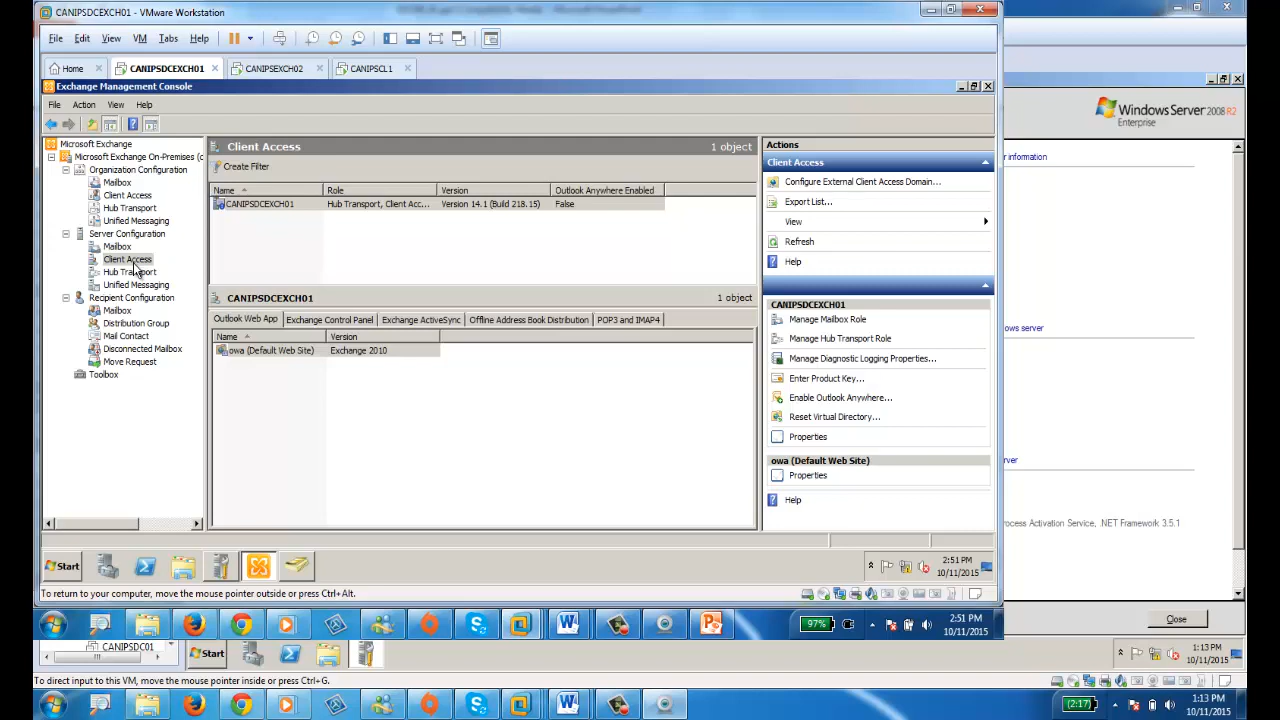 CANIPSDCEXCH01 - VMware Workstation
File Edit View VM Tabs Help
Home CANIPSDCEXCH01 CANIPSEXCH02 CANIPSCL1
Exchange Management Console
File Action View Help
Microsoft Exchange
Microsoft Exchange On-Premises (c
Organization Configuration
Mailbox
Client Access
Hub Transport
Unified Messaging
Server Configuration
Mailbox
Client Access
Hub Transport
Unified Messaging
Recipient Configuration
Mailbox
Distribution Group
Mail Contact
Disconnected Mailbox
Move Request
Toolbox
Client Access 1 object
Create Filter
Name Role Version Outlook Anywhere Enabled
CANIPSDCEXCH01 Hub Transport, Client Acc... Version 14.1 (Build 218.15) False
CANIPSDCEXCH01 1 object
Outlook Web App Exchange Control Panel Exchange ActiveSync Offline Address Book Distribution POP3 and IMAP4
Name Version
owa (Default Web Site) Exchange 2010
Actions
Client Access
Configure External Client Access Domain...
Export List...
View
Refresh
Help
CANIPSDCEXCH01
Manage Mailbox Role
Manage Hub Transport Role
Manage Diagnostic Logging Properties...
Enter Product Key...
Enable Outlook Anywhere...
Reset Virtual Directory...
Properties
owa (Default Web Site)
Properties
Help
Windows Server 2008 R2
Enterprise
r information
ows server
rver
ocess Activation Service, .NET Framework 3.5.1
Close
Start
2:51 PM
10/11/2015
To return to your computer, move the mouse pointer outside or press Ctrl+Alt.
97%
2:51 PM
10/11/2015
CANIPSDC01
Start
1:13 PM
10/11/2015
To direct input to this VM, move the mouse pointer inside or press Ctrl+G.
(2:17)
1:13 PM
10/11/2015